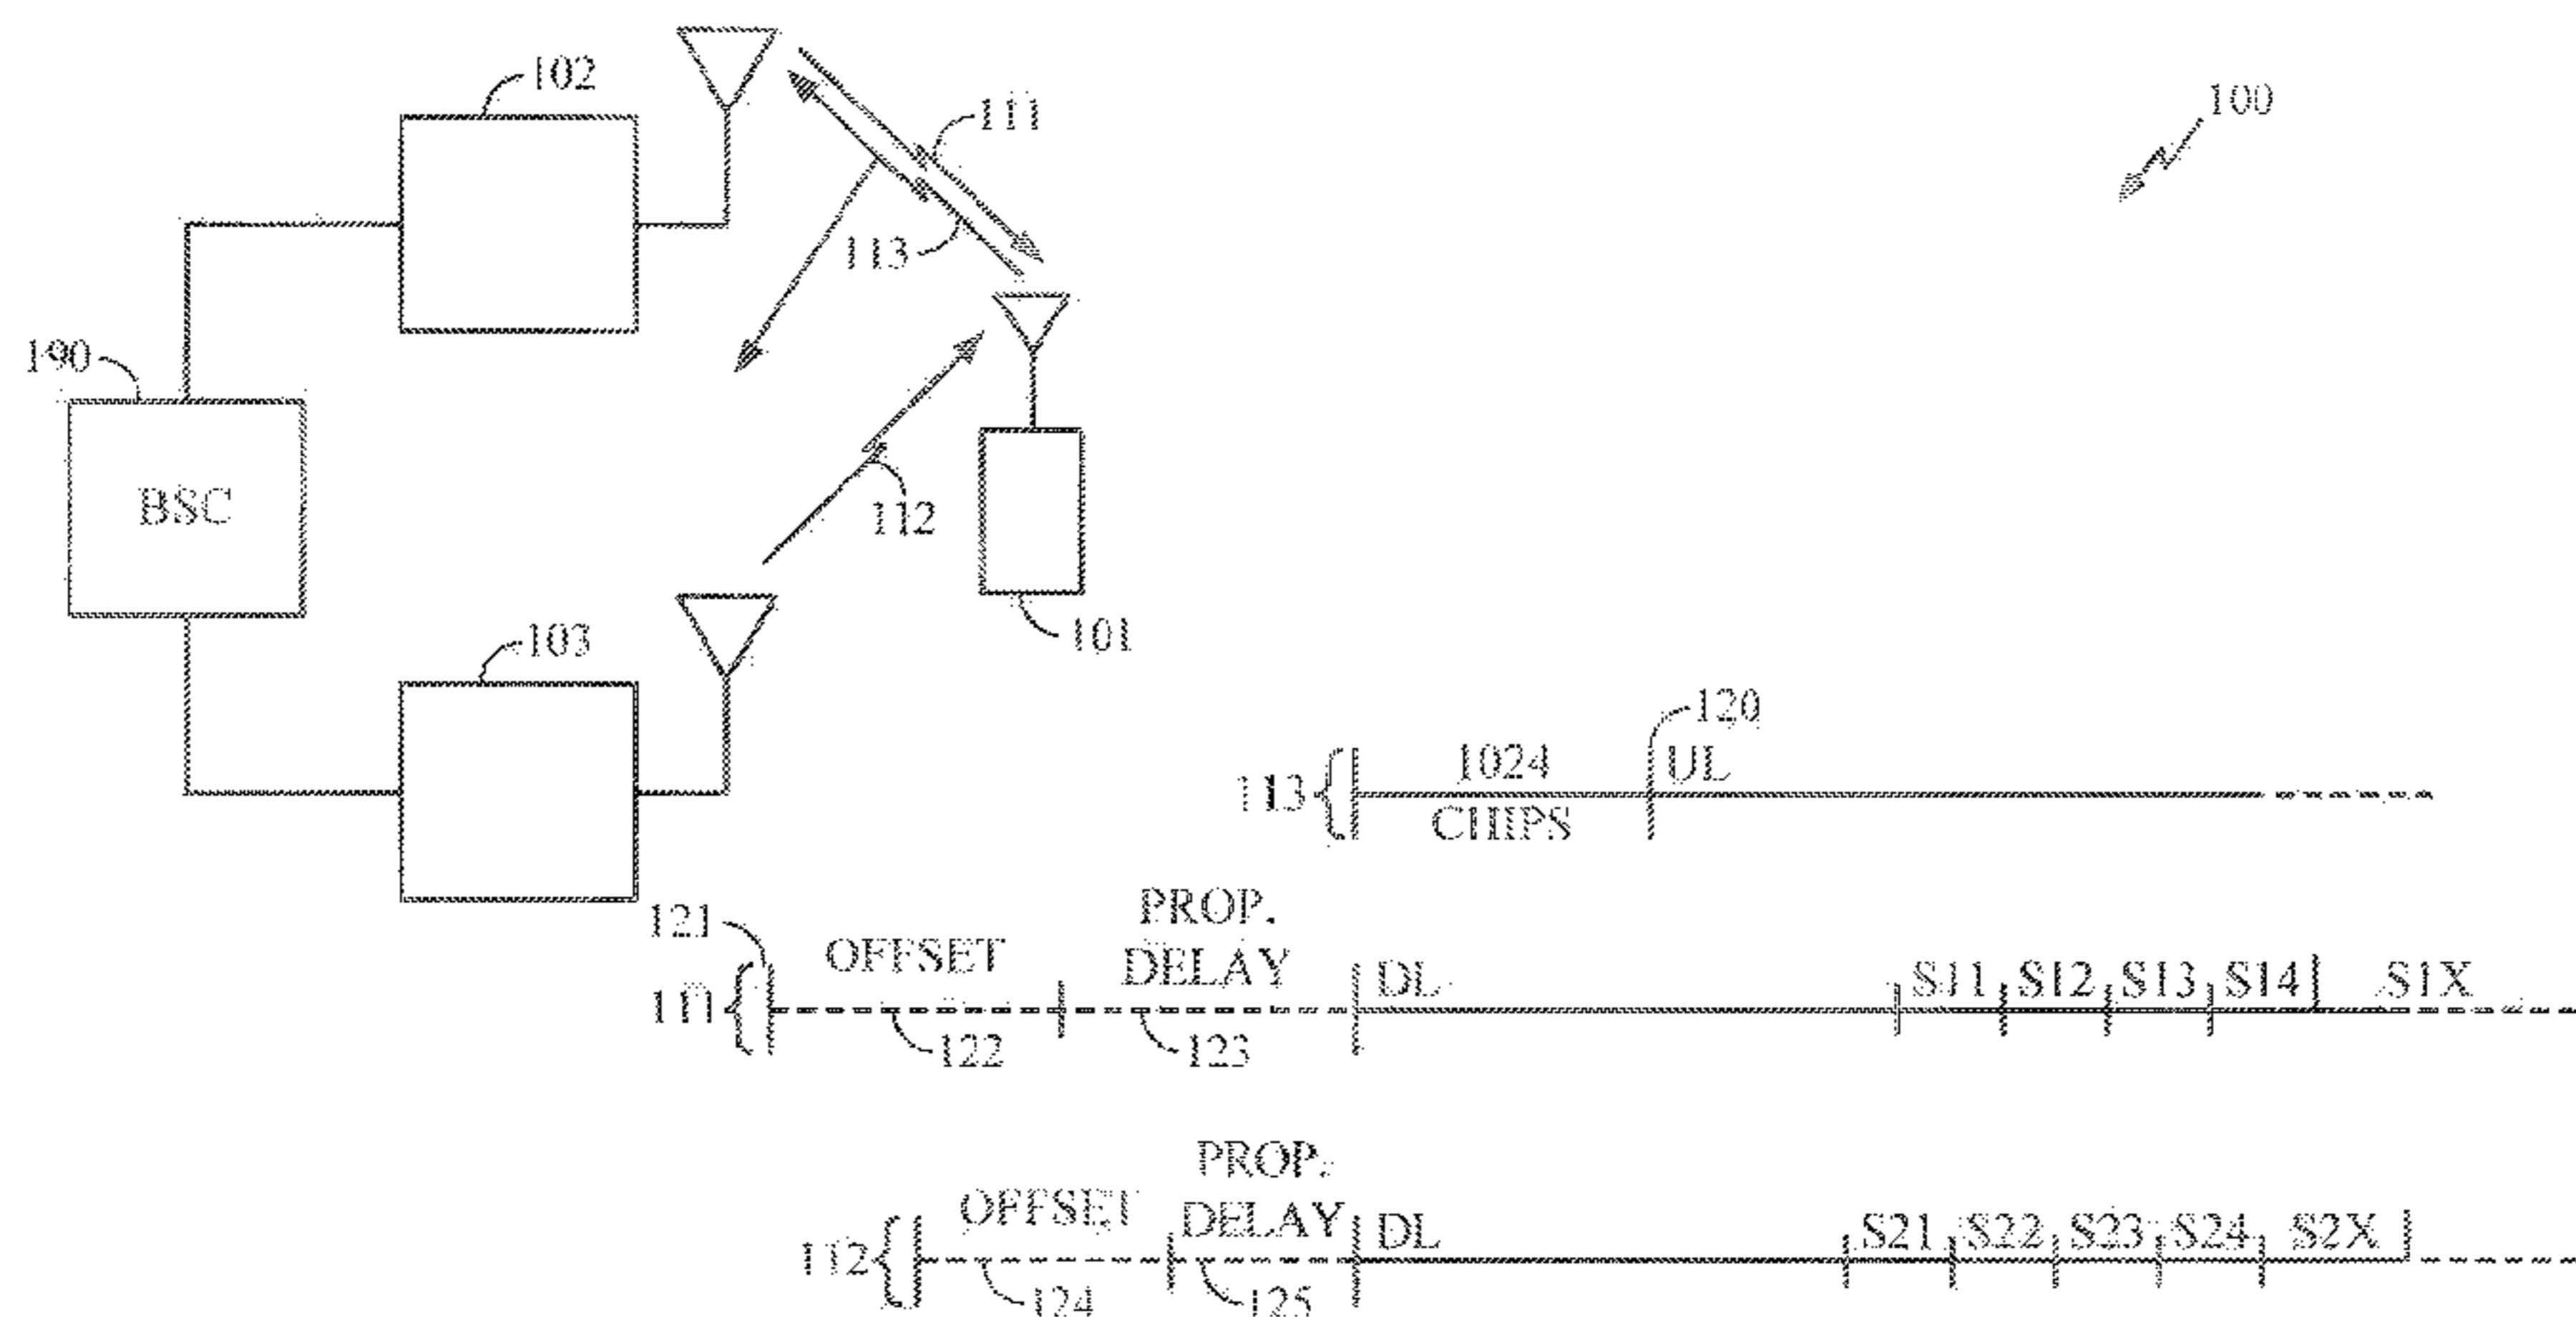 102
111
100
113
190
BSC
112
101
103
120
113
1024
UL
CHIPS
121
PROP.
OFFSET
DELAY
DL
S11
S12
S13
S14
S1X
111
122
123
PROP.
OFFSET
DELAY
DL
S21
S22
S23
S24
S2X
112
124
125